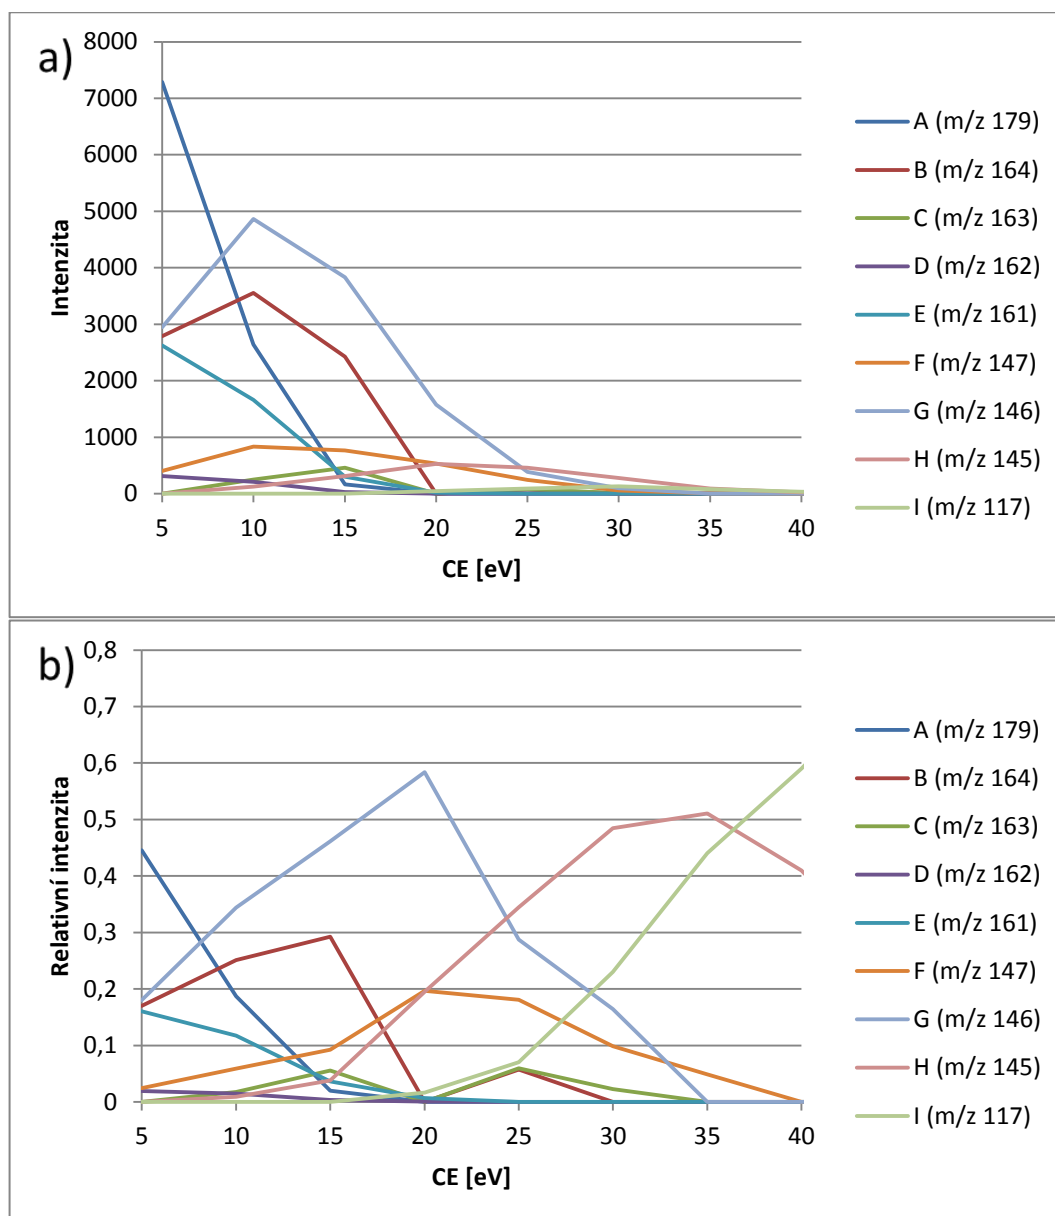 a)
8000
7000
6000
5000
4000
3000
2000
1000
0
Intenzita
5 10 15 20 25 30 35 40
CE [eV]
A (m/z 179)
B (m/z 164)
C (m/z 163)
D (m/z 162)
E (m/z 161)
F (m/z 147)
G (m/z 146)
H (m/z 145)
I (m/z 117)
b)
0,8
0,7
0,6
0,5
0,4
0,3
0,2
0,1
0
Relativní intenzita
5 10 15 20 25 30 35 40
CE [eV]
A (m/z 179)
B (m/z 164)
C (m/z 163)
D (m/z 162)
E (m/z 161)
F (m/z 147)
G (m/z 146)
H (m/z 145)
I (m/z 117)